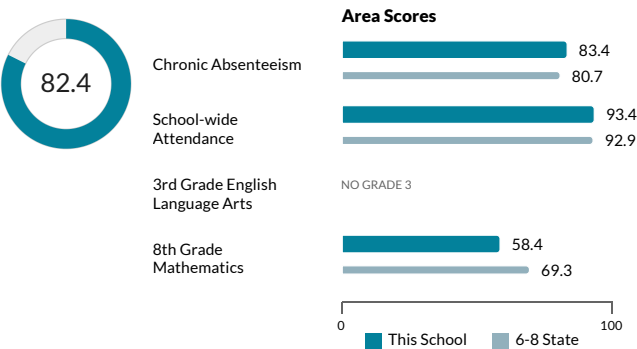 Area Scores
82.4
Chronic Absenteeism
83.4
80.7
School-wide
Attendance
93.4
92.9
3rd Grade English
Language Arts
NO GRADE 3
8th Grade
Mathematics
58.4
69.3
0
100
This School
6-8 State